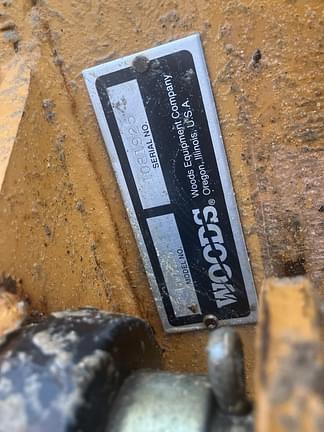 WOODS®
Woods Equipment Company
Oregon, Illinois, U.S.A.
MODEL NO.
SERIAL NO.